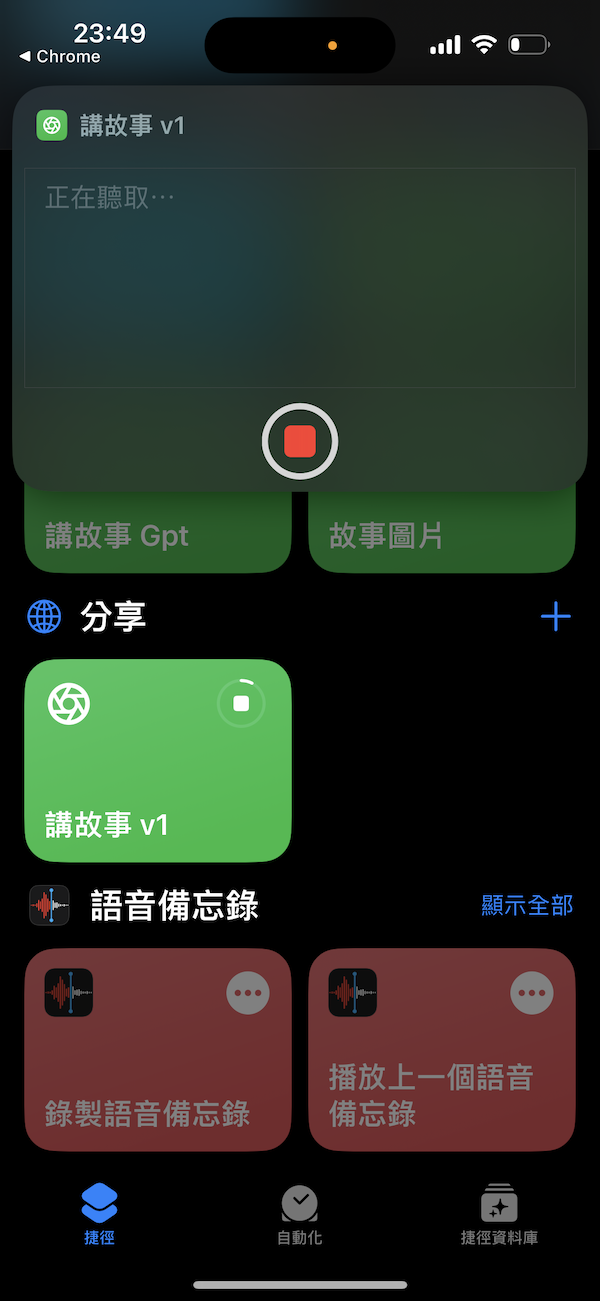 23:49
◀ Chrome
講故事 v1
正在聽取⋯
講故事 Gpt
故事圖片
分享
講故事 v1
語音備忘錄
顯示全部
錄製語音備忘錄
播放上一個語音
備忘錄
捷徑
自動化
捷徑資料庫